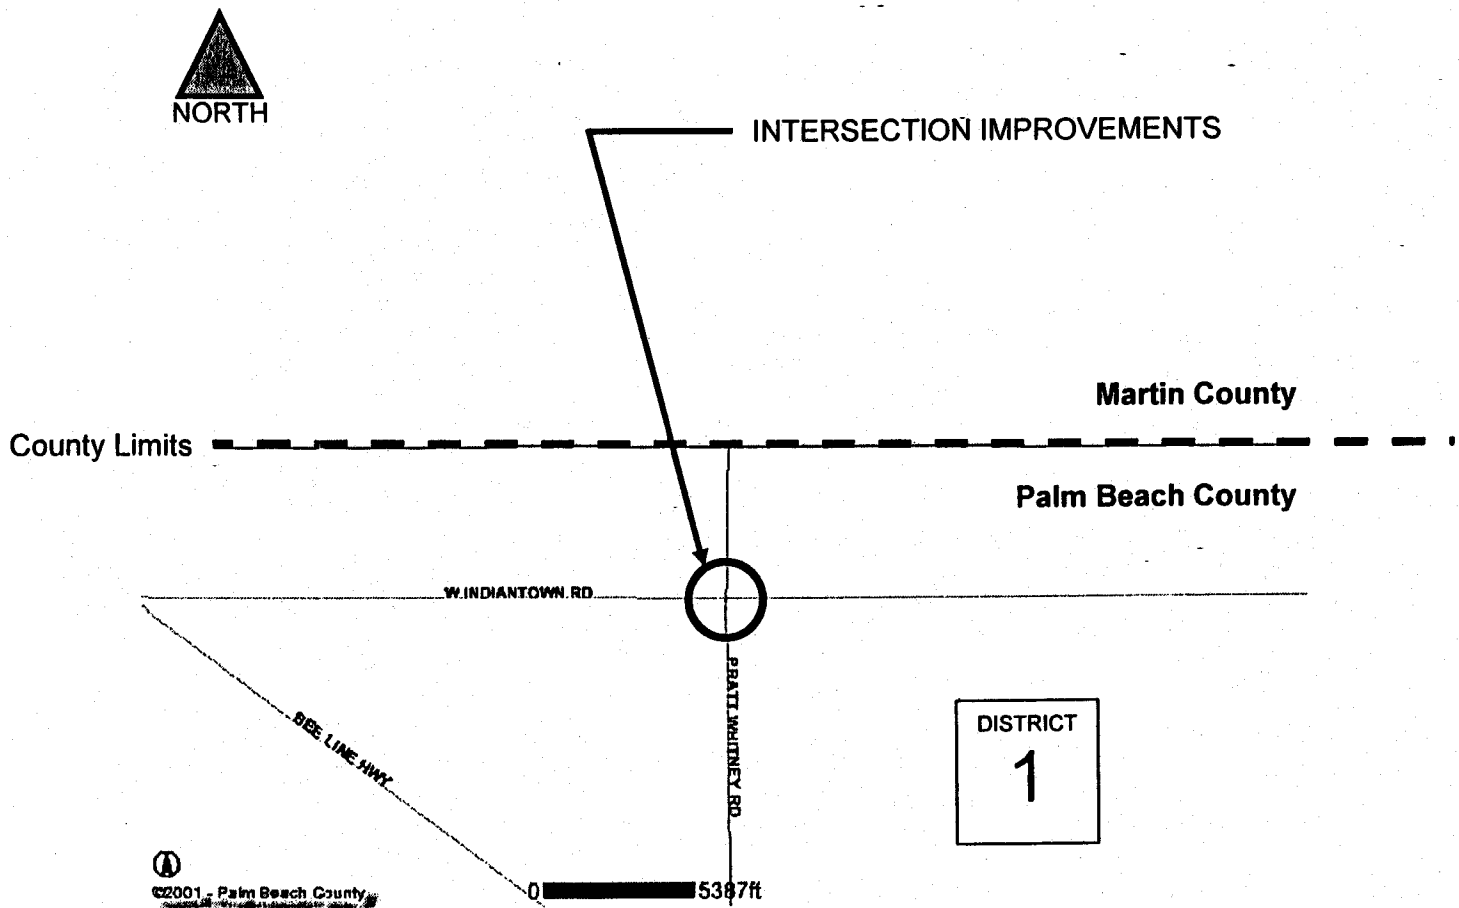 NORTH
INTERSECTION IMPROVEMENTS
Martin County
County Limits
Palm Beach County
W.INDIANTOWN.RD
PRATT WHITNEY RD
BEE LINE HWY
DISTRICT
1
©2001 - Palm Beach County
0 5387ft